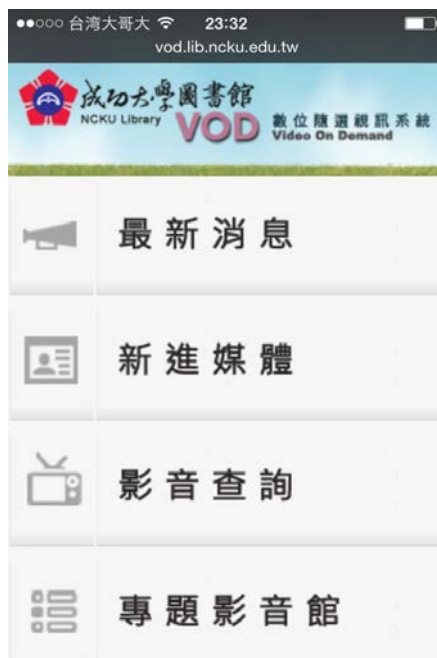 台湾大哥大 23:32
vod.lib.ncku.edu.tw
成功大學圖書館
NCKU Library VOD 數位隨選視訊系統
Video On Demand
最新消息
新進媒體
影音查詢
專題影音館